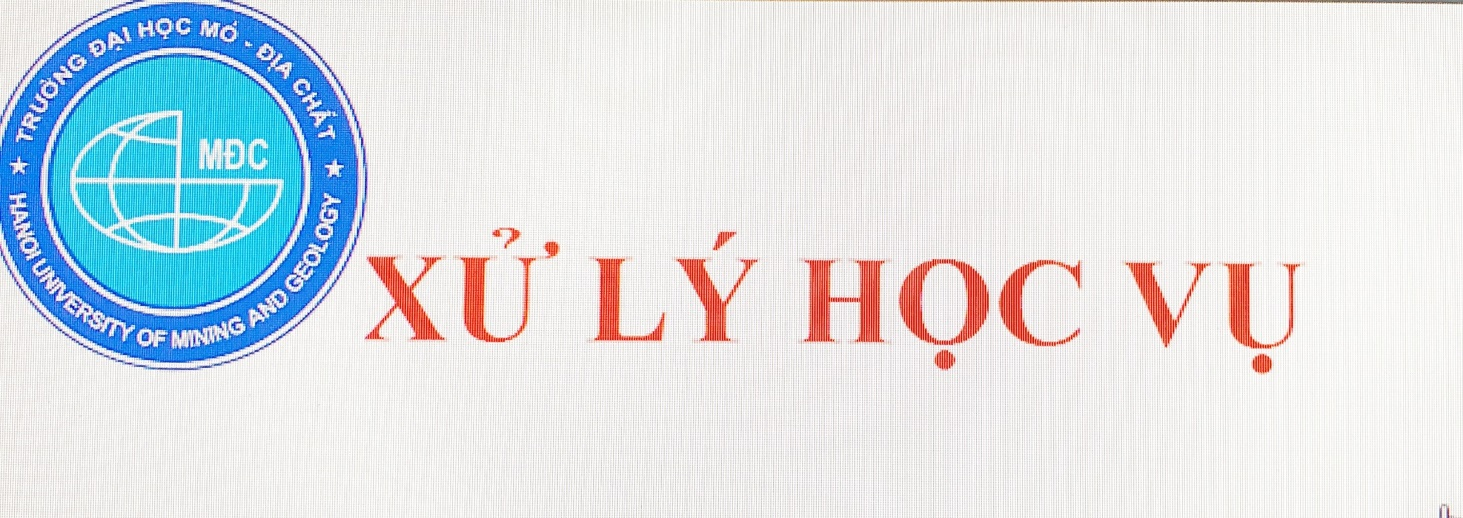 TRƯỜNG ĐẠI HỌC MỎ - ĐỊA CHẤT
MĐC
HANOI UNIVERSITY OF MINING AND GEOLOGY
XỬ LÝ HỌC VỤ